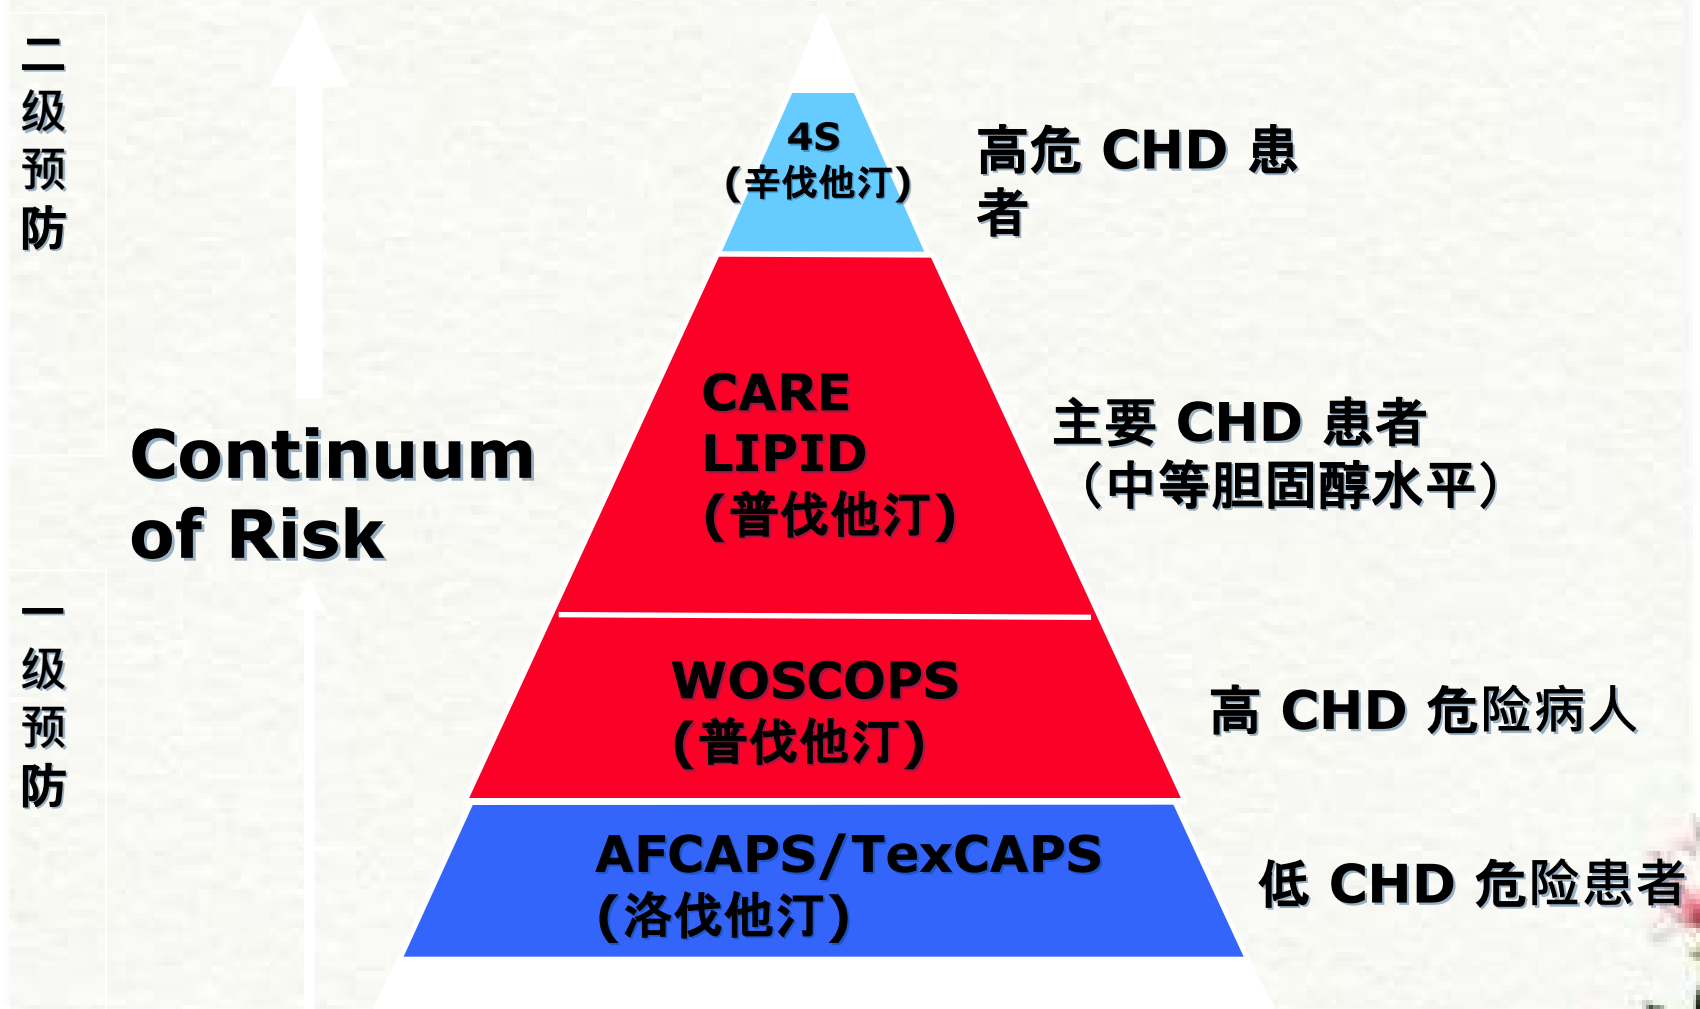 二
级
预
防
4S
(辛伐他汀)
高危 CHD 患
者
CARE
LIPID
(普伐他汀)
主要 CHD 患者
（中等胆固醇水平）
Continuum
of Risk
一
级
预
防
WOSCOPS
(普伐他汀)
高 CHD 危险病人
AFCAPS/TexCAPS
(洛伐他汀)
低 CHD 危险患者